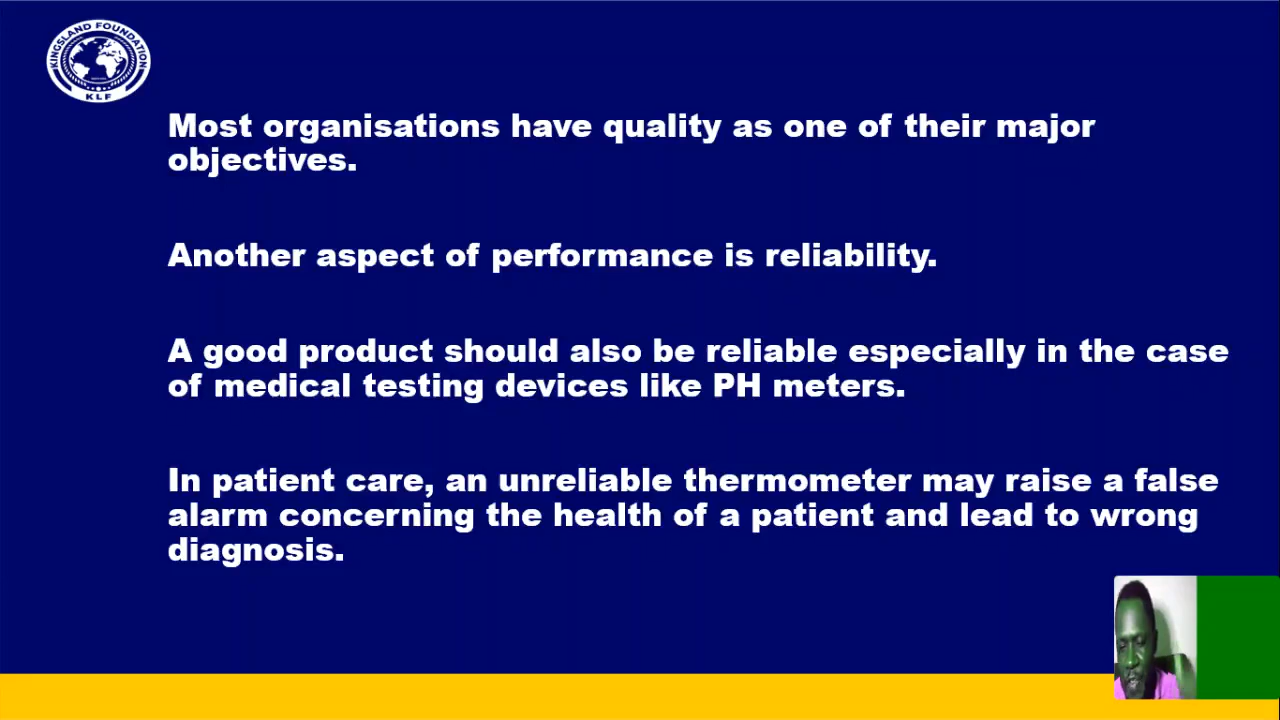 KINGSLAND FOUNDATION
KLF
Most organisations have quality as one of their major
objectives.
Another aspect of performance is reliability.
A good product should also be reliable especially in the case
of medical testing devices like PH meters.
In patient care, an unreliable thermometer may raise a false
alarm concerning the health of a patient and lead to wrong
diagnosis.